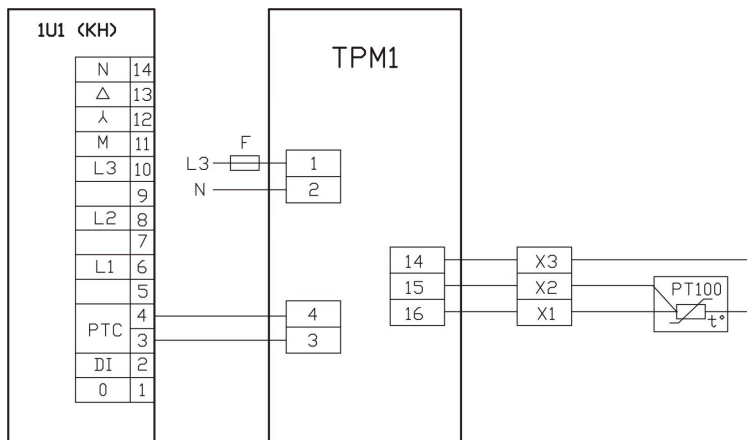 1U1 (KH)
TPM1
N 14
Δ 13
⅄ 12
M 11
L3 10
9
L2 8
7
L1 6
5
PTC 4
3
DI 2
0 1
F
L3 1
N 2
4
3
14 X3
15 X2
16 X1
PT100
t°